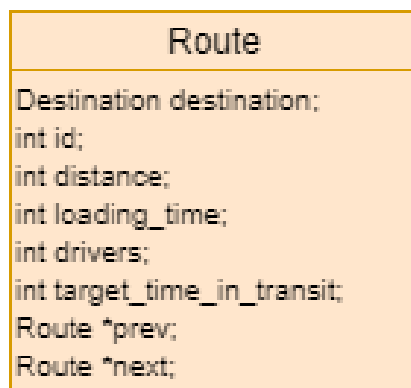 Route
Destination destination;
int id;
int distance;
int loading_time;
int drivers;
int target_time_in_transit;
Route *prev;
Route *next;